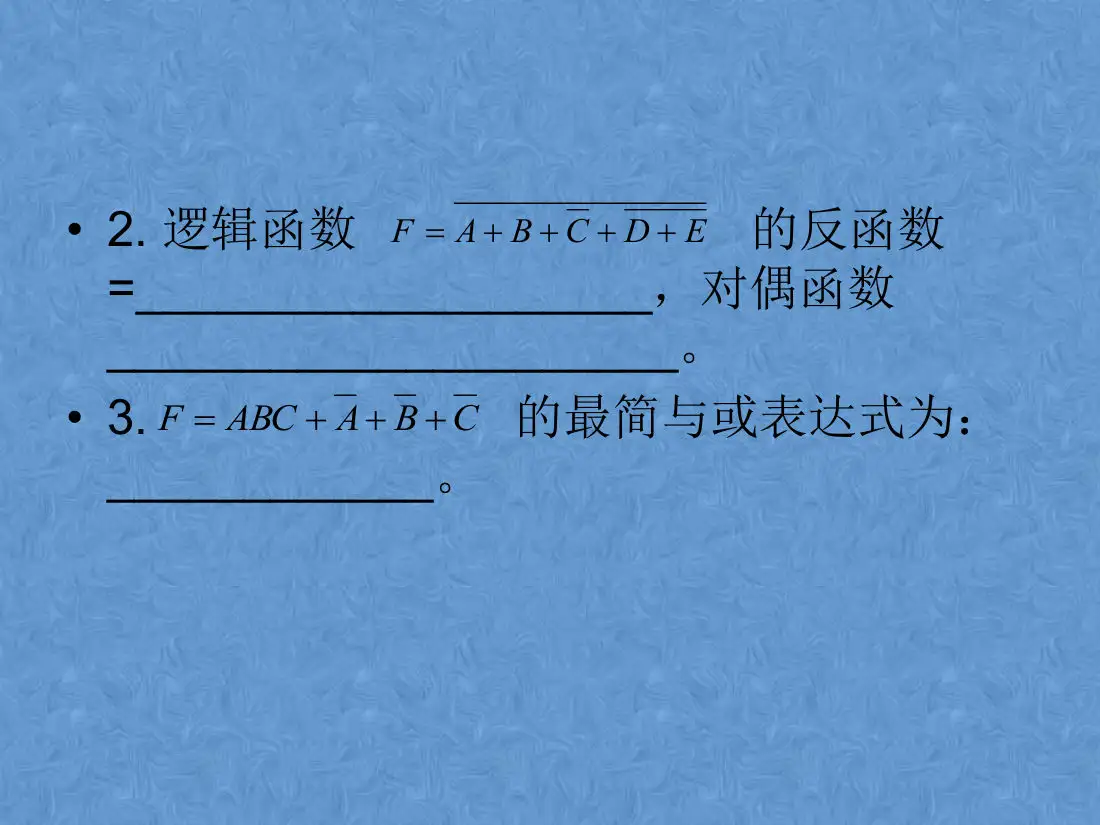 • 2. 逻辑函数 $F = \overline{A + B + \overline{C} + \overline{D + E}}$ 的反函数
=____________________，对偶函数
______________________。
• 3. $F = ABC + \overline{A} + \overline{B} + \overline{C}$ 的最简与或表达式为：
_____________。